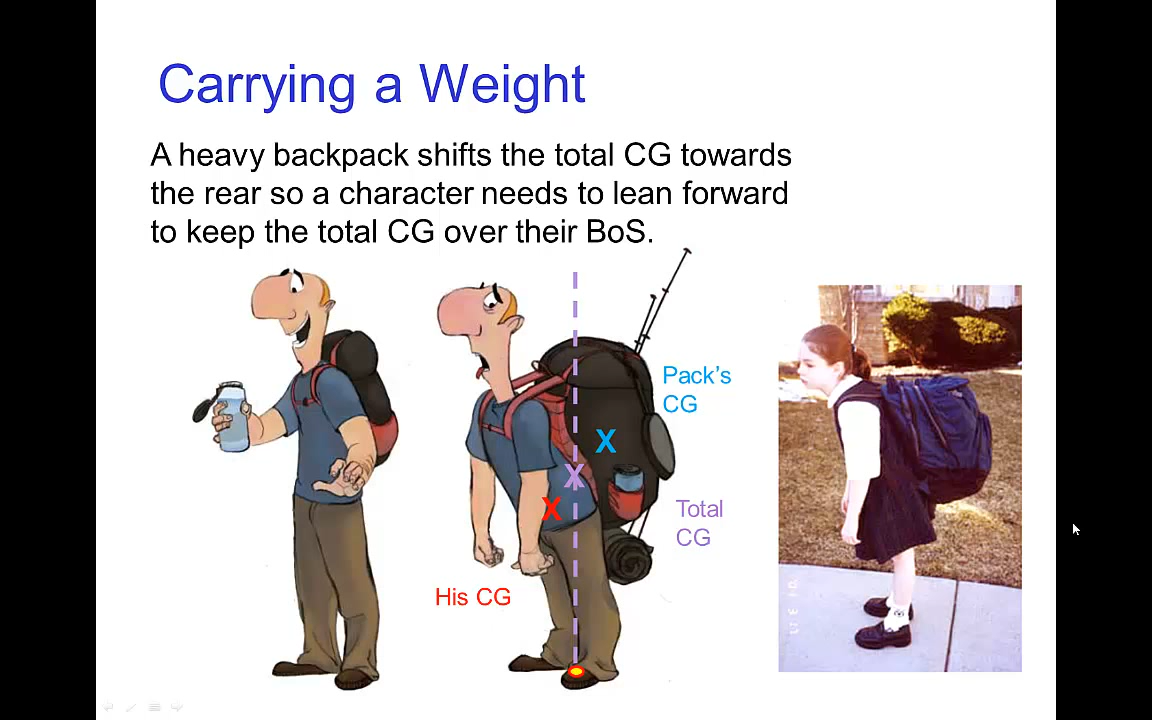 Carrying a Weight
A heavy backpack shifts the total CG towards
the rear so a character needs to lean forward
to keep the total CG over their BoS.
Pack's
CG
X
X
X
Total
CG
His CG